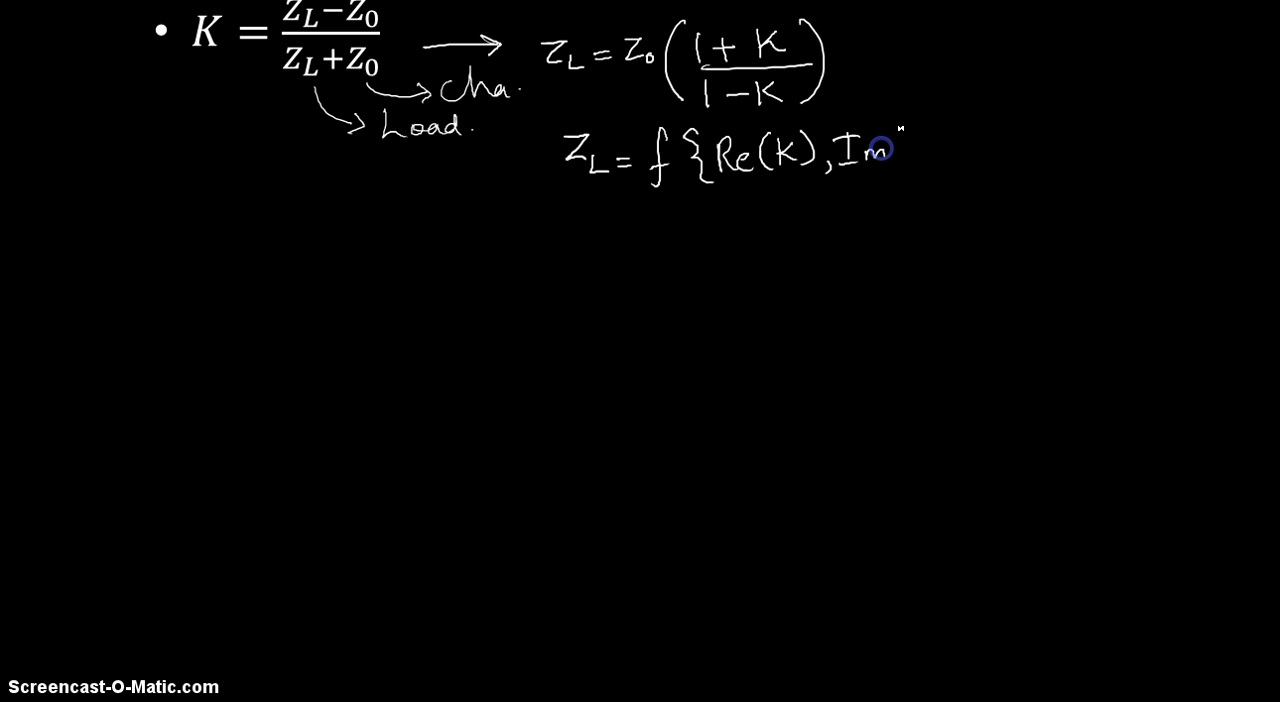 • K = (Z_L−Z_0)/(Z_L+Z_0) → Z_L = Z_0 ((1 + K)/(1 − K))
→ Cha.
→ Load.
Z_L = f {Re(K), Im
Screencast-O-Matic.com